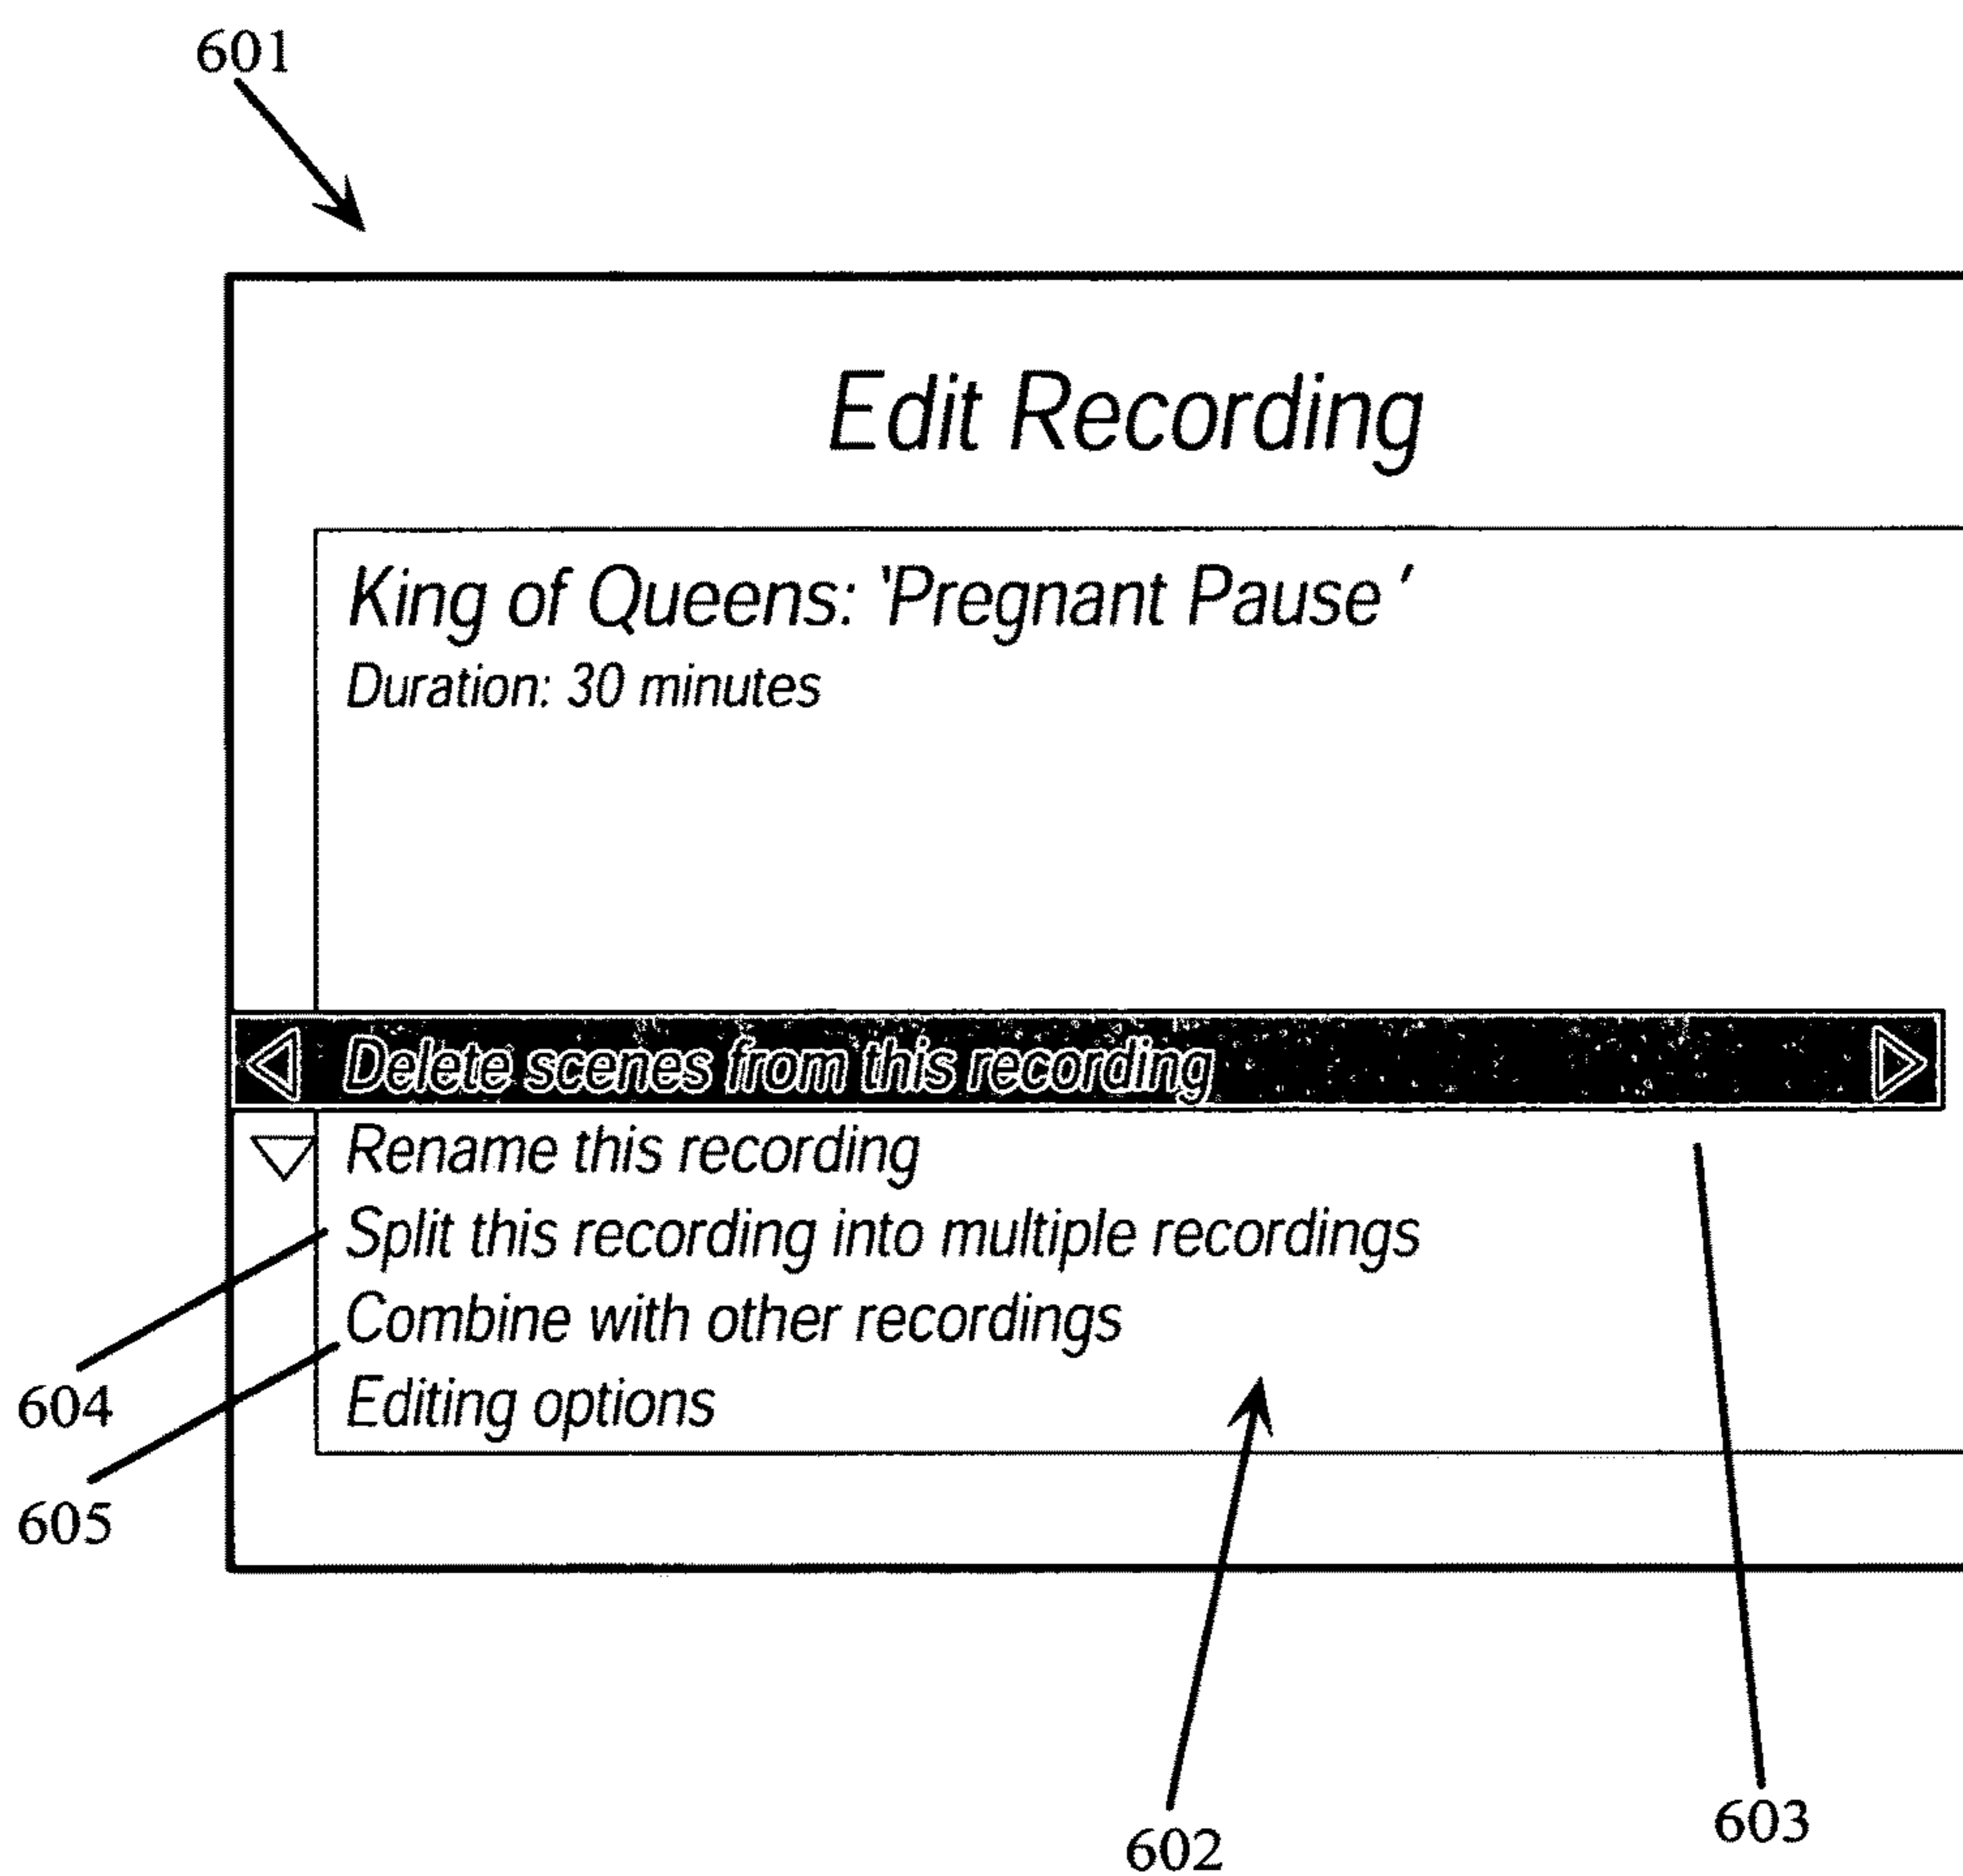 601
Edit Recording
King of Queens: 'Pregnant Pause'
Duration: 30 minutes
Delete scenes from this recording
Rename this recording
Split this recording into multiple recordings
Combine with other recordings
604
Editing options
605
603
602